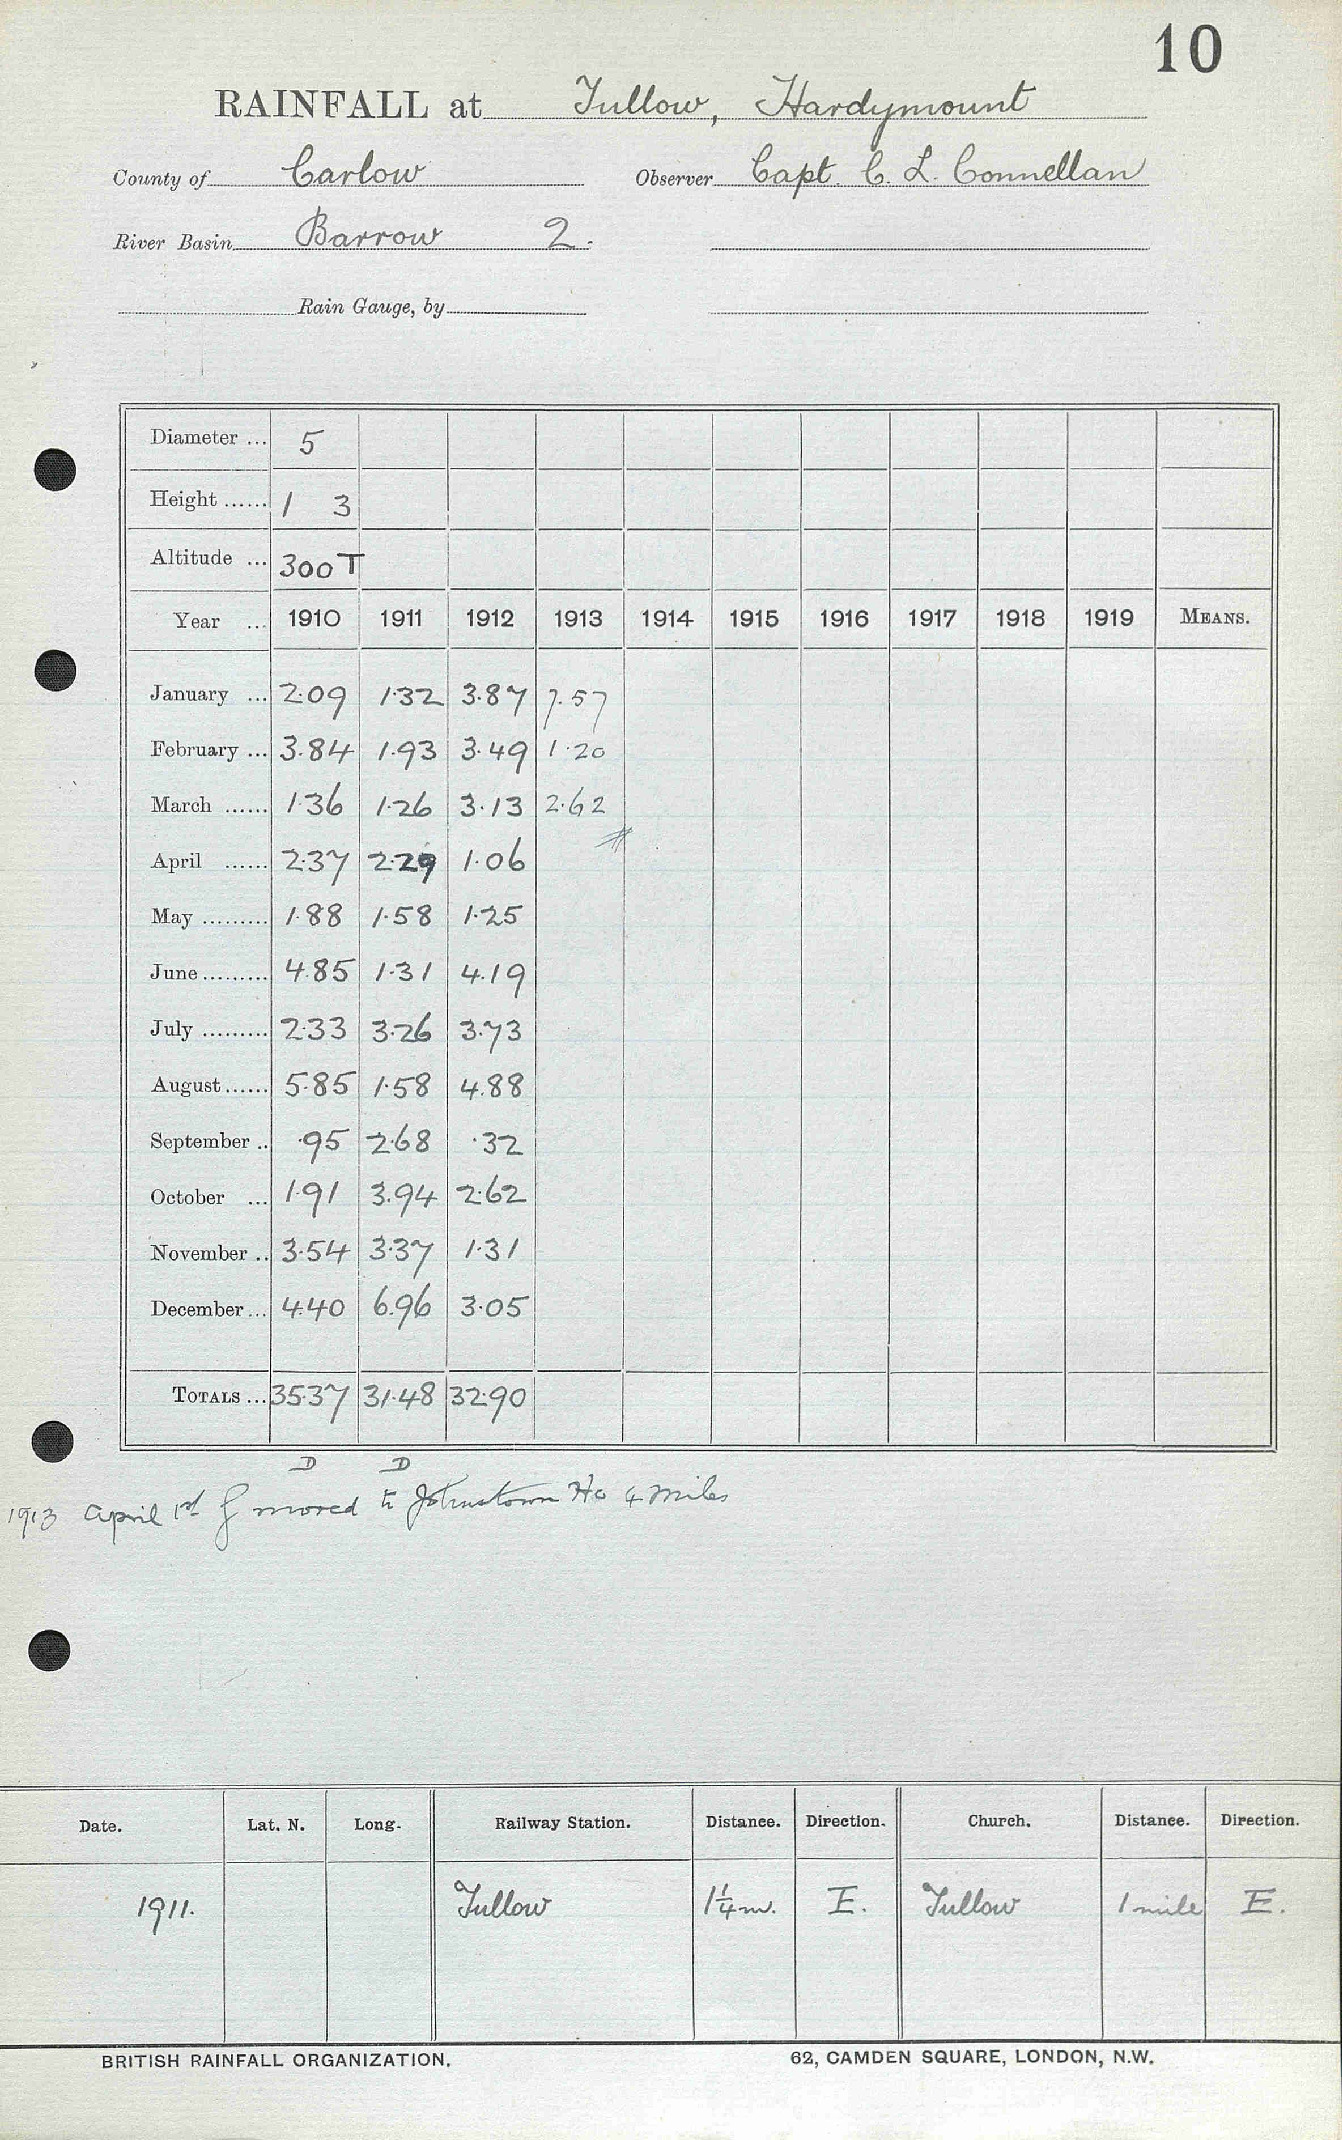 10
RAINFALL at Tullow, Hardymount
County of Carlow Observer Capt. C. L. Connellan
River Basin Barrow 2.
Rain Gauge, by
Diameter ... 5
Height ...... 1 3
Altitude ... 300 T
Year ... 1910 1911 1912 1913 1914 1915 1916 1917 1918 1919 MEANS.
January ... 2.09 1.32 3.87 7.57
February ... 3.84 1.93 3.49 1.20
March ...... 1.36 1.26 3.13 2.62
April ...... 2.37 2.29 1.06
May ......... 1.88 1.58 1.25
June ......... 4.85 1.31 4.19
July ......... 2.33 3.26 3.73
August ...... 5.85 1.58 4.88
September .. .95 2.68 .32
October ... 1.91 3.94 2.62
November .. 3.54 3.37 1.31
December ... 4.40 6.96 3.05
TOTALS ... 35.37 31.48 32.90
D D
1913 April 1st g moved to Johnstown Ho 4 miles
Date. Lat. N. Long. Railway Station. Distance. Direction. Church. Distance. Direction.
1911. Tullow 1¼ m. E. Tullow 1 mile E.
BRITISH RAINFALL ORGANIZATION. 62, CAMDEN SQUARE, LONDON, N.W.